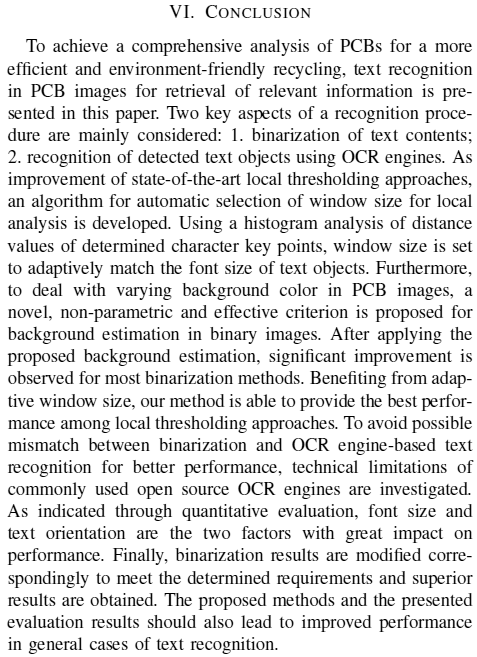 VI. CONCLUSION
To achieve a comprehensive analysis of PCBs for a more
efficient and environment-friendly recycling, text recognition
in PCB images for retrieval of relevant information is pre-
sented in this paper. Two key aspects of a recognition proce-
dure are mainly considered: 1. binarization of text contents;
2. recognition of detected text objects using OCR engines. As
improvement of state-of-the-art local thresholding approaches,
an algorithm for automatic selection of window size for local
analysis is developed. Using a histogram analysis of distance
values of determined character key points, window size is set
to adaptively match the font size of text objects. Furthermore,
to deal with varying background color in PCB images, a
novel, non-parametric and effective criterion is proposed for
background estimation in binary images. After applying the
proposed background estimation, significant improvement is
observed for most binarization methods. Benefiting from adap-
tive window size, our method is able to provide the best perfor-
mance among local thresholding approaches. To avoid possible
mismatch between binarization and OCR engine-based text
recognition for better performance, technical limitations of
commonly used open source OCR engines are investigated.
As indicated through quantitative evaluation, font size and
text orientation are the two factors with great impact on
performance. Finally, binarization results are modified corre-
spondingly to meet the determined requirements and superior
results are obtained. The proposed methods and the presented
evaluation results should also lead to improved performance
in general cases of text recognition.